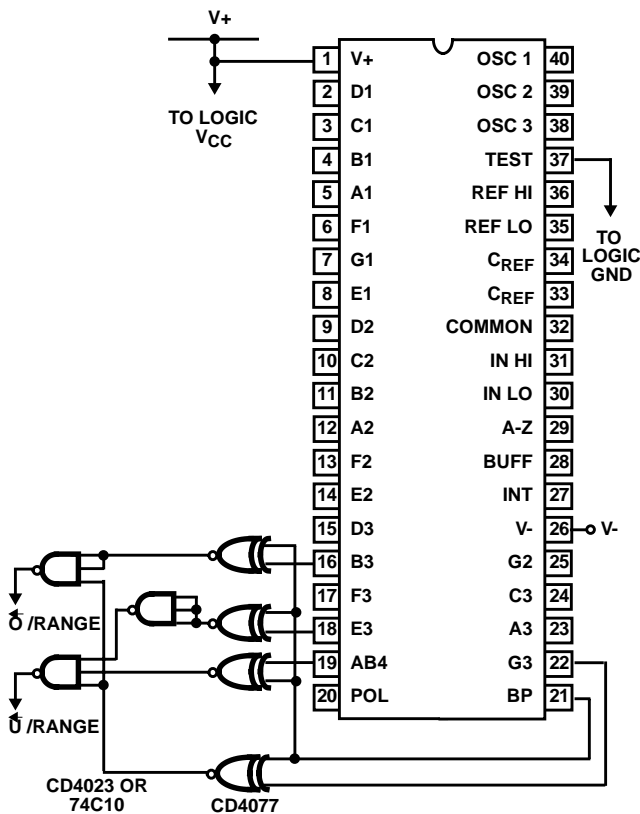 V+
TO LOGIC
VCC
1 V+ OSC 1 40
2 D1 OSC 2 39
3 C1 OSC 3 38
4 B1 TEST 37
5 A1 REF HI 36
6 F1 REF LO 35
7 G1 CREF 34
8 E1 CREF 33
9 D2 COMMON 32
10 C2 IN HI 31
11 B2 IN LO 30
12 A2 A-Z 29
13 F2 BUFF 28
14 E2 INT 27
15 D3 V- 26 V-
16 B3 G2 25
17 F3 C3 24
18 E3 A3 23
19 AB4 G3 22
20 POL BP 21
TO
LOGIC
GND
O /RANGE
U /RANGE
CD4023 OR
74C10
CD4077